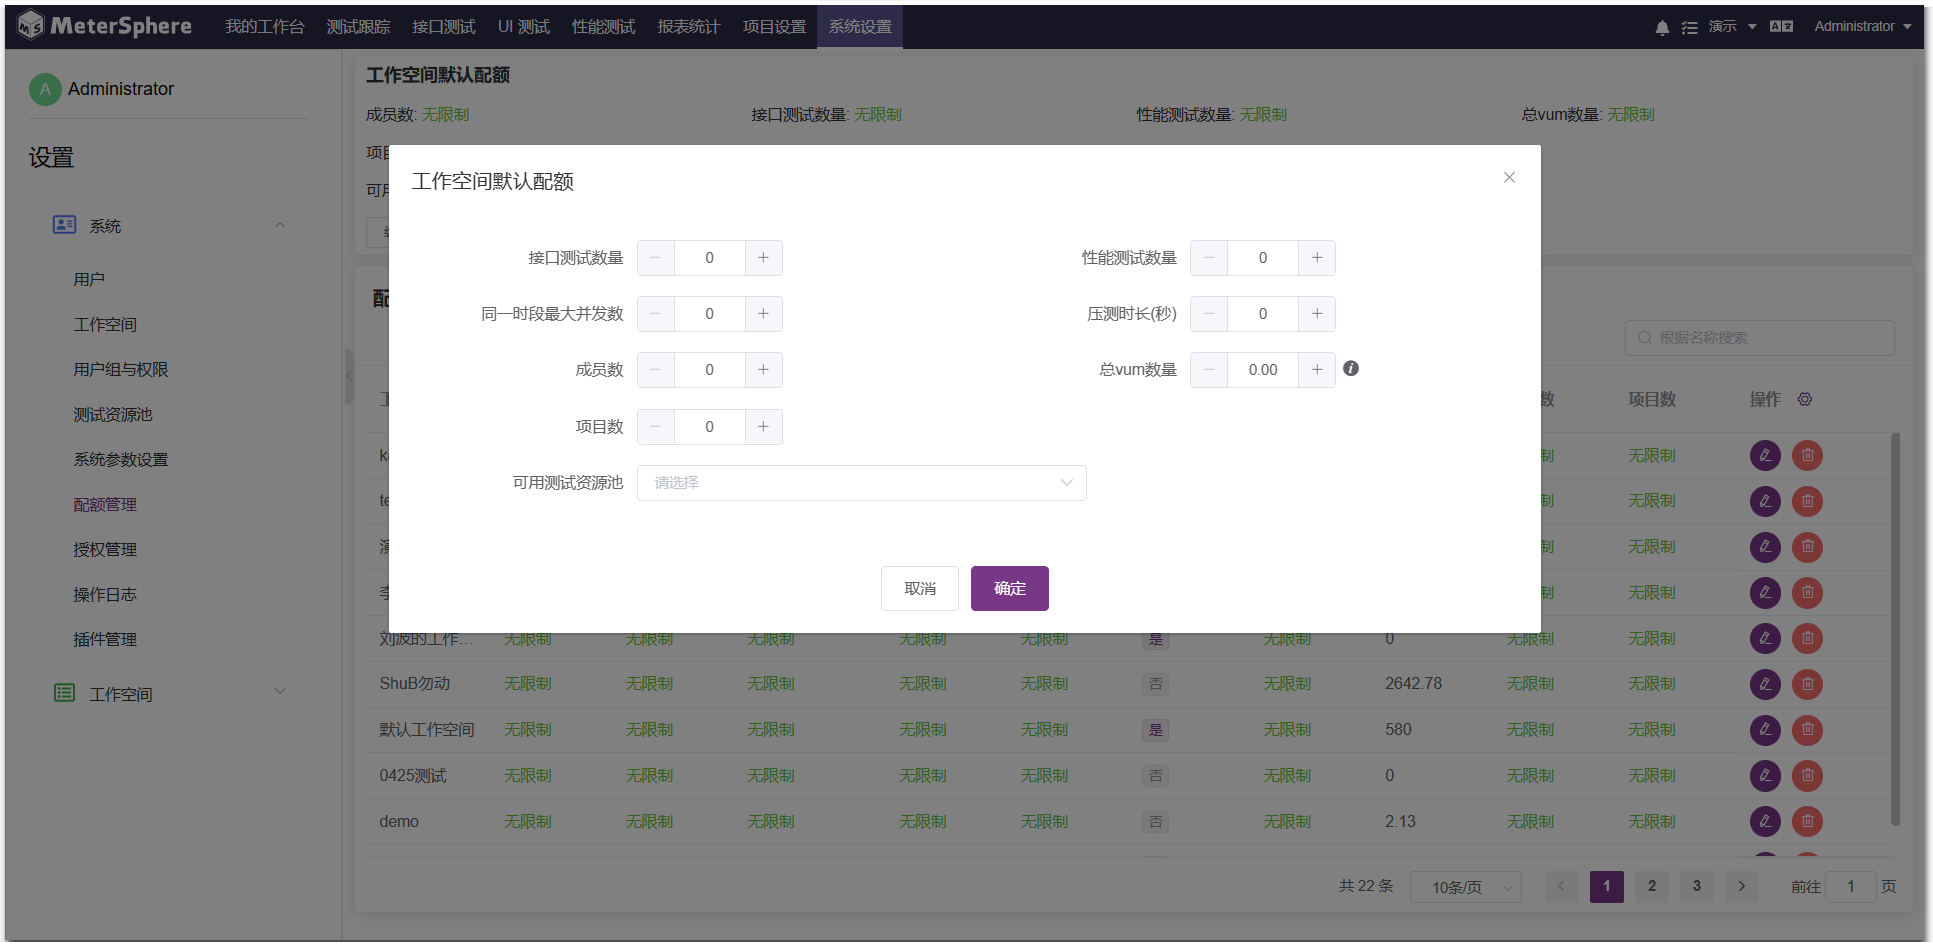 MeterSphere 我的工作台 测试跟踪 接口测试 UI 测试 性能测试 报表统计 项目设置 系统设置 演示 Administrator
A Administrator
设置
系统
用户
工作空间
用户组与权限
测试资源池
系统参数设置
配额管理
授权管理
操作日志
插件管理
工作空间
工作空间默认配额
成员数: 无限制 接口测试数量: 无限制 性能测试数量: 无限制 总vum数量: 无限制
工作空间默认配额
接口测试数量 0 性能测试数量 0
同一时段最大并发数 0 压测时长(秒) 0
成员数 0 总vum数量 0.00
项目数 0
可用测试资源池 请选择
取消 确定
根据名称搜索
数 项目数 操作
制 无限制
制 无限制
制 无限制
制 无限制
刘波的工作... 无限制 无限制 无限制 无限制 无限制 是 无限制 0 无限制 无限制
ShuB勿动 无限制 无限制 无限制 无限制 无限制 否 无限制 2642.78 无限制 无限制
默认工作空间 无限制 无限制 无限制 无限制 无限制 是 无限制 580 无限制 无限制
0425测试 无限制 无限制 无限制 无限制 无限制 否 无限制 0 无限制 无限制
demo 无限制 无限制 无限制 无限制 无限制 否 无限制 2.13 无限制 无限制
共 22 条 10条/页 1 2 3 前往 1 页